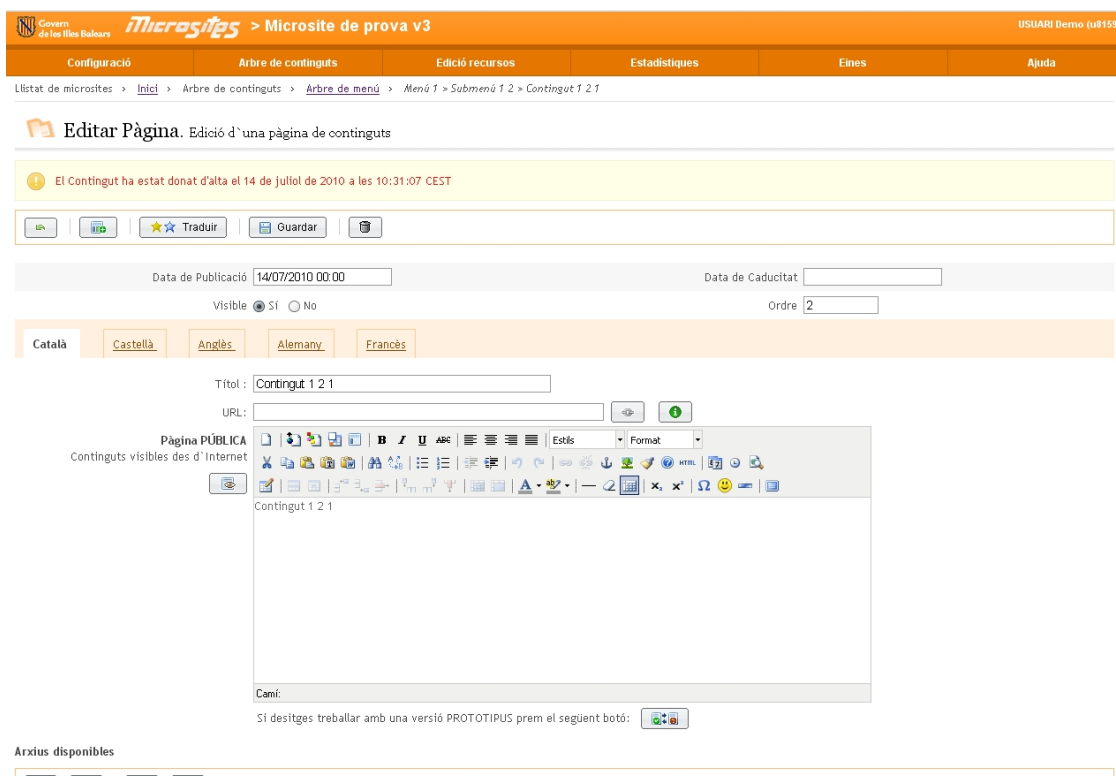 Govern de les Illes Balears Microsites > Microsite de prova v3 USUARI Demo (u8159
Configuració Arbre de continguts Edició recursos Estadístiques Eines Ajuda
Llistat de microsites > Inici > Arbre de continguts > Arbre de menú > Menú 1 » Submenú 1 2 » Contingut 1 2 1
Editar Pàgina. Edició d`una pàgina de continguts
El Contingut ha estat donat d'alta el 14 de juliol de 2010 a les 10:31:07 CEST
Traduir Guardar
Data de Publicació 14/07/2010 00:00 Data de Caducitat
Visible Sí No Ordre 2
Català Castellà Anglès Alemany Francès
Títol : Contingut 1 2 1
URL:
Pàgina PÚBLICA B I U ABC Estils Format
Continguts visibles des d`Internet HTML
Contingut 1 2 1
Camí:
Si desitges treballar amb una versió PROTOTIPUS prem el següent botó:
Arxius disponibles